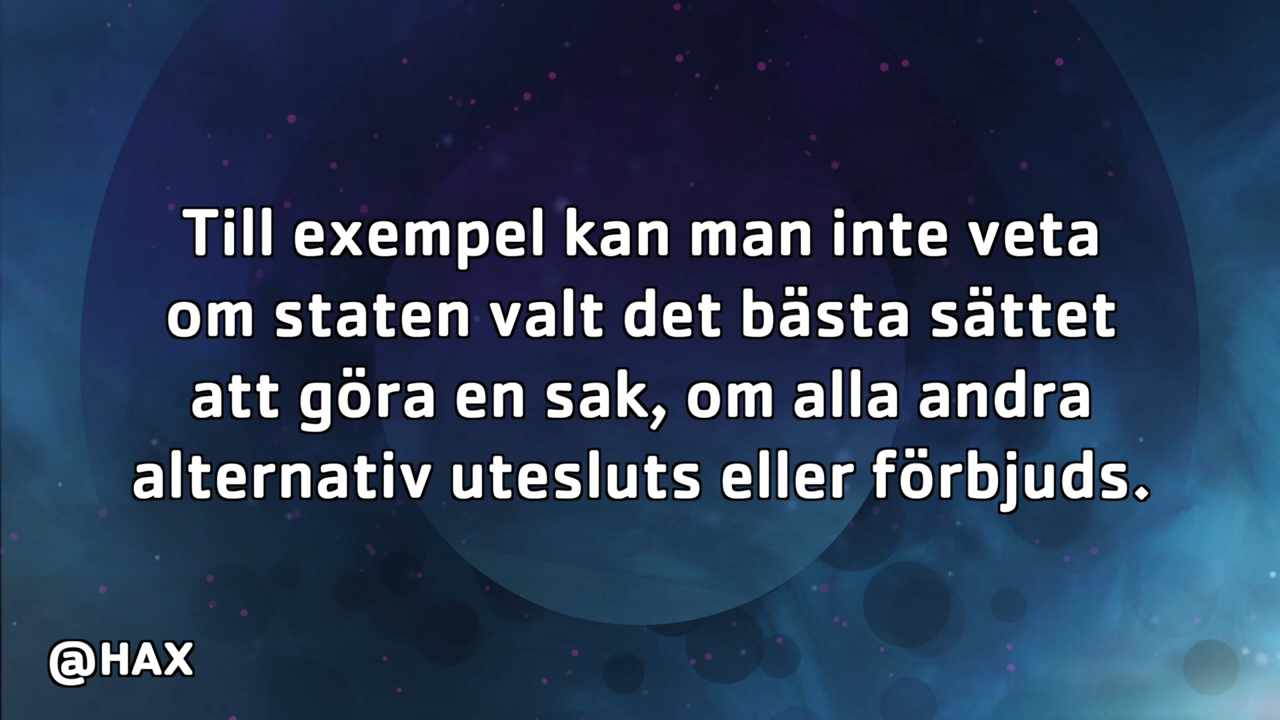 Till exempel kan man inte veta
om staten valt det bästa sättet
att göra en sak, om alla andra
alternativ utesluts eller förbjuds.
@HAX